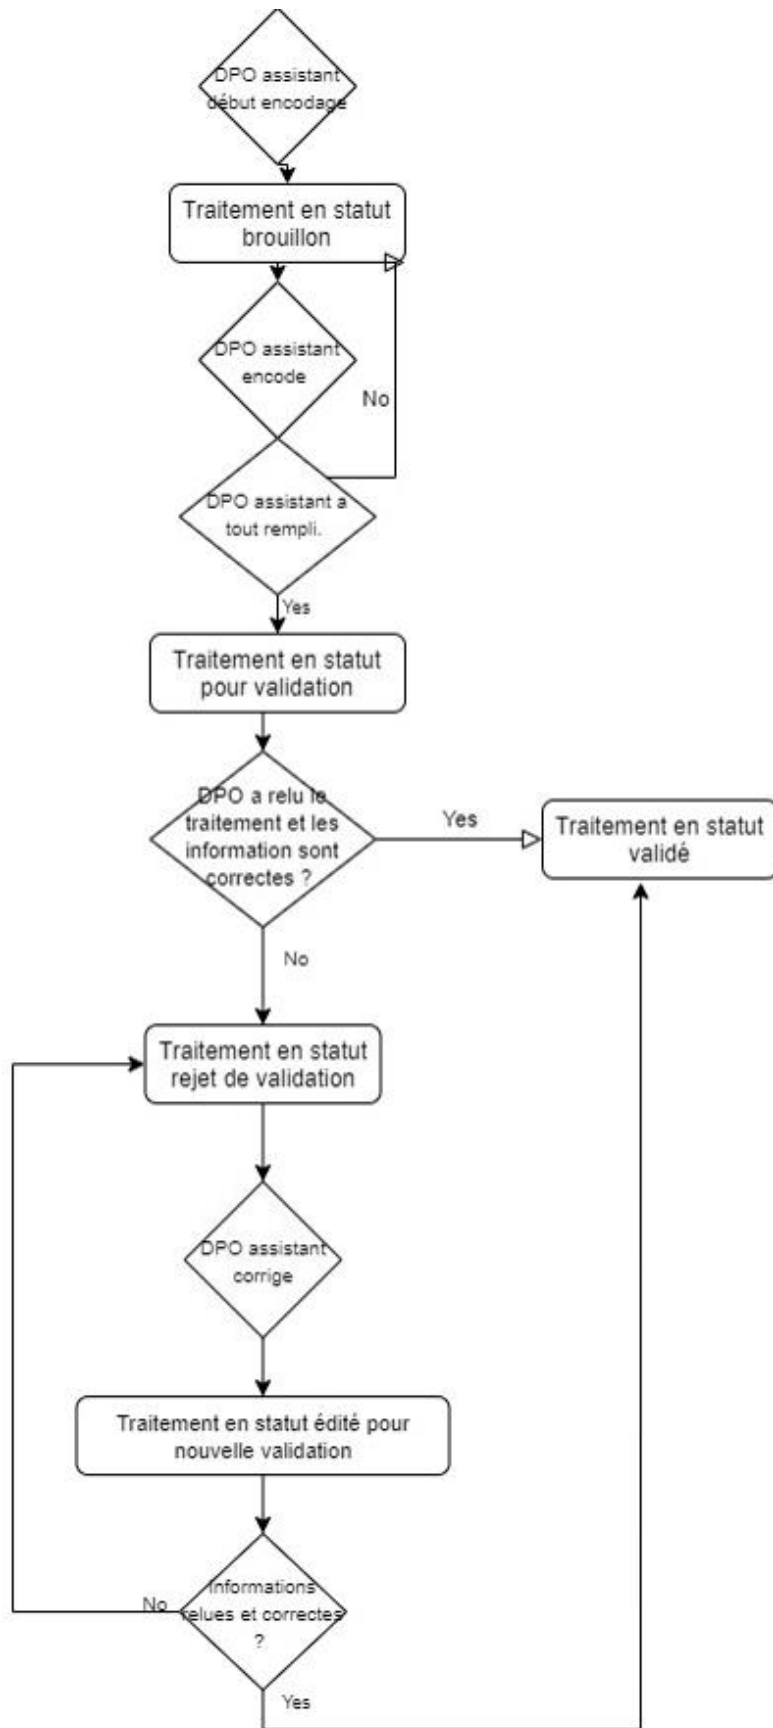 DPO assistant
début encodage
Traitement en statut
brouillon
DPO assistant
encode
No
DPO assistant a
tout rempli.
Yes
Traitement en statut
pour validation
DPO a relu le
traitement et les
information sont
correctes ?
Yes
Traitement en statut
validé
No
Traitement en statut
rejet de validation
DPO assistant
corrige
Traitement en statut édité pour
nouvelle validation
No
Informations
relues et correctes
?
Yes